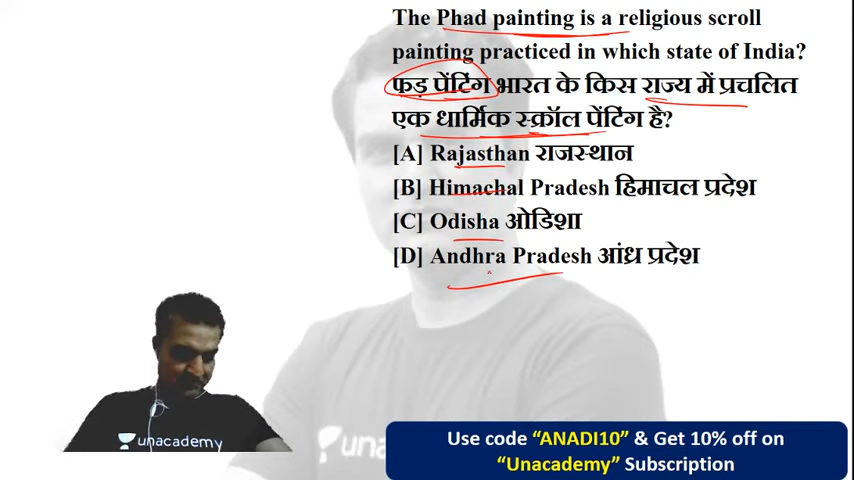 The Phad painting is a religious scroll
painting practiced in which state of India?
फड़ पेंटिंग भारत के किस राज्य में प्रचलित
एक धार्मिक स्क्रॉल पेंटिंग है?
[A] Rajasthan राजस्थान
[B] Himachal Pradesh हिमाचल प्रदेश
[C] Odisha ओडिशा
[D] Andhra Pradesh आंध्र प्रदेश
unacademy
una
Use code “ANADI10” & Get 10% off on
“Unacademy” Subscription